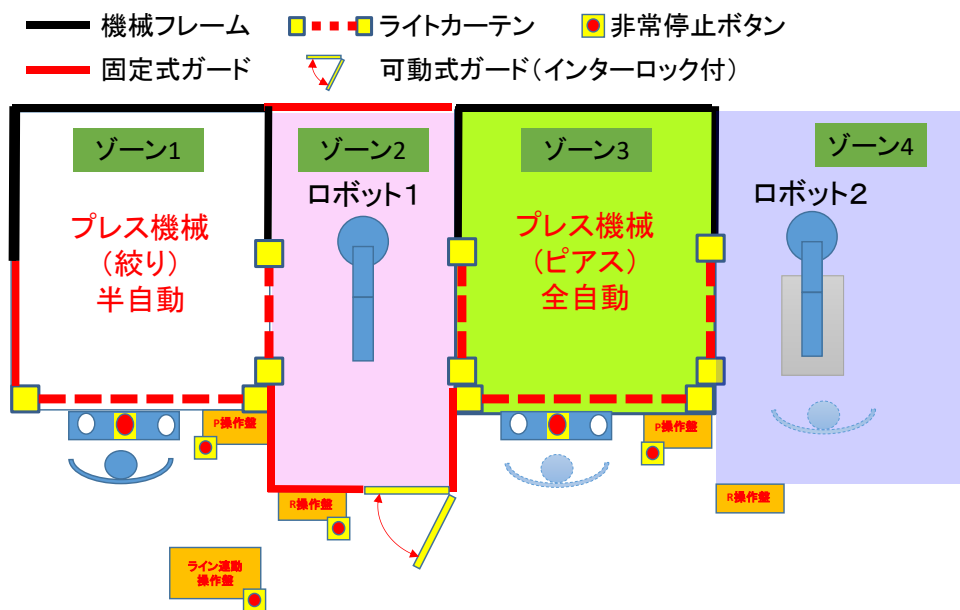 機械フレーム
ライトカーテン
非常停止ボタン
固定式ガード
可動式ガード（インターロック付）
ゾーン1
ゾーン2
ゾーン3
ゾーン4
ロボット１
ロボット２
プレス機械
（絞り）
半自動
プレス機械
（ピアス）
全自動
P操作盤
P操作盤
R操作盤
R操作盤
ライン連動
操作盤